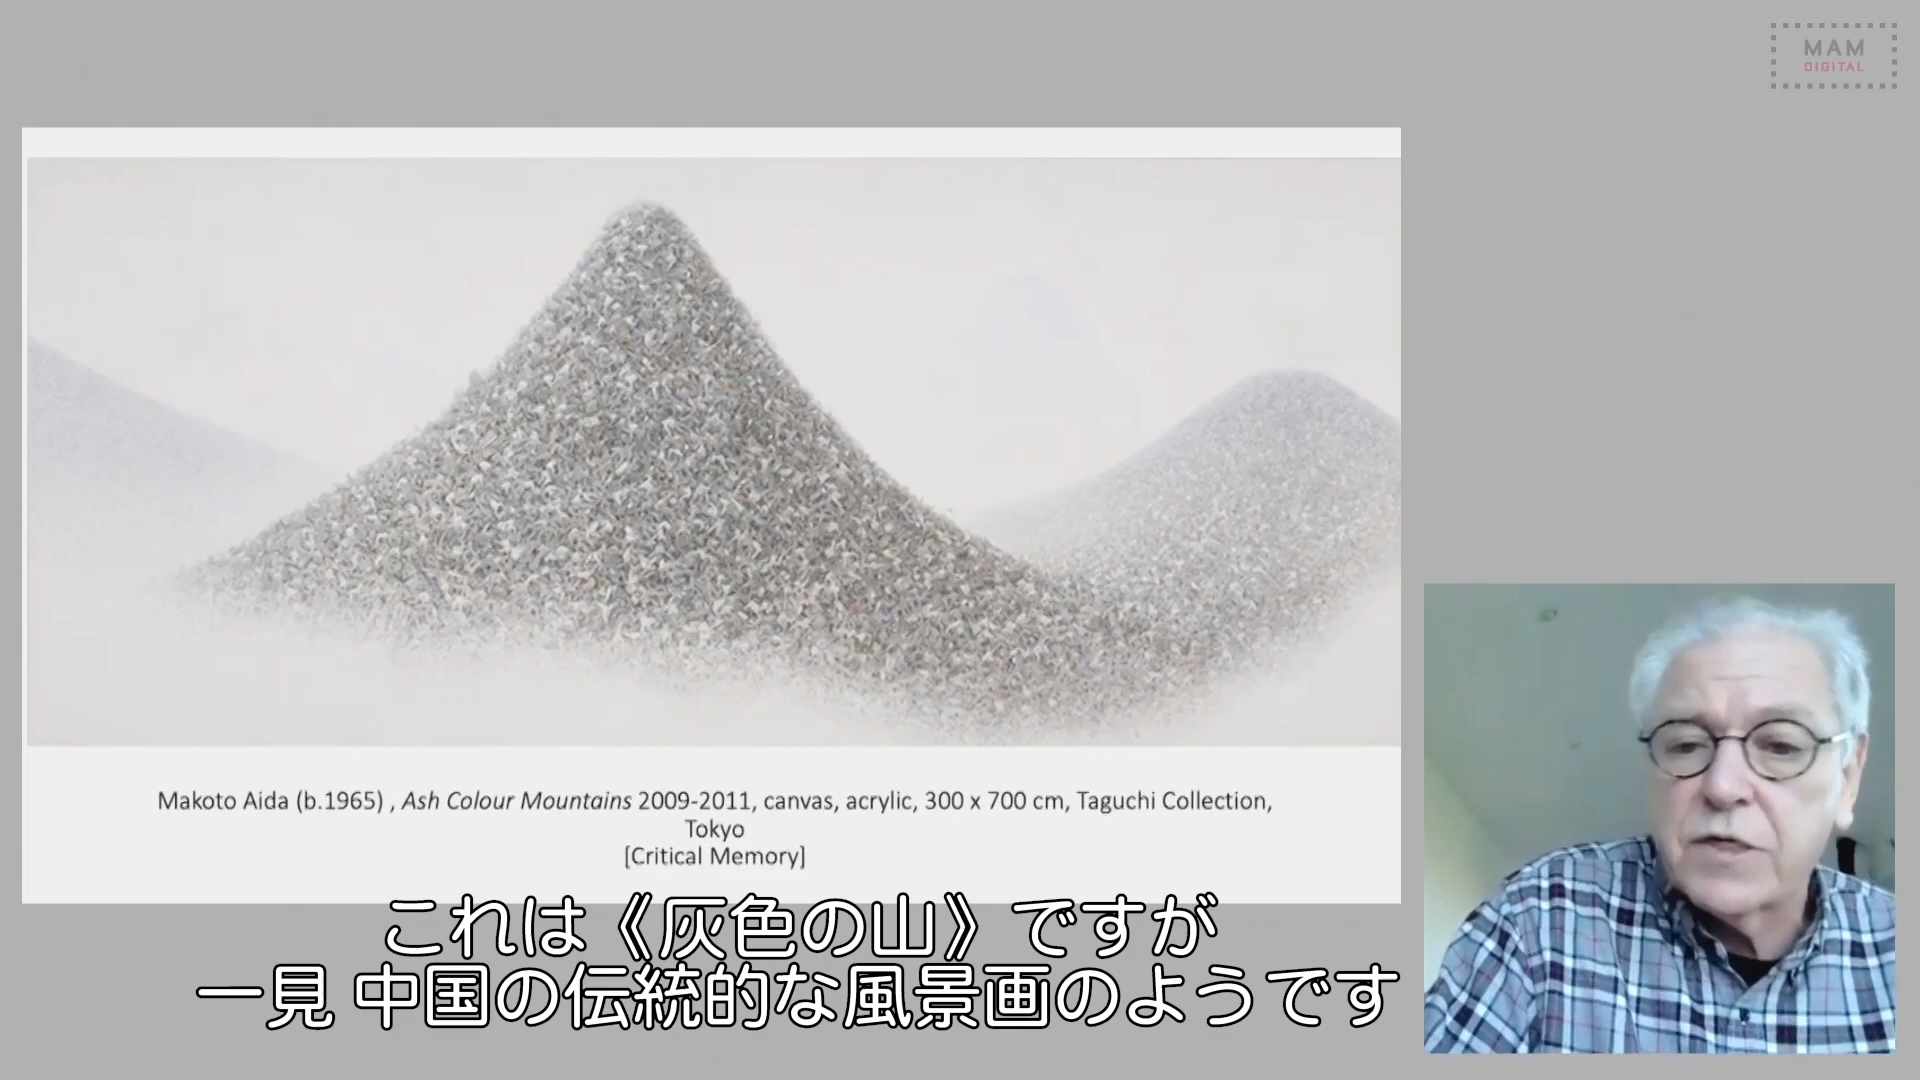 MAM
DIGITAL
Makoto Aida (b.1965) , Ash Colour Mountains 2009-2011, canvas, acrylic, 300 x 700 cm, Taguchi Collection,
Tokyo
[Critical Memory]
これは《灰色の山》ですが
一見 中国の伝統的な風景画のようです